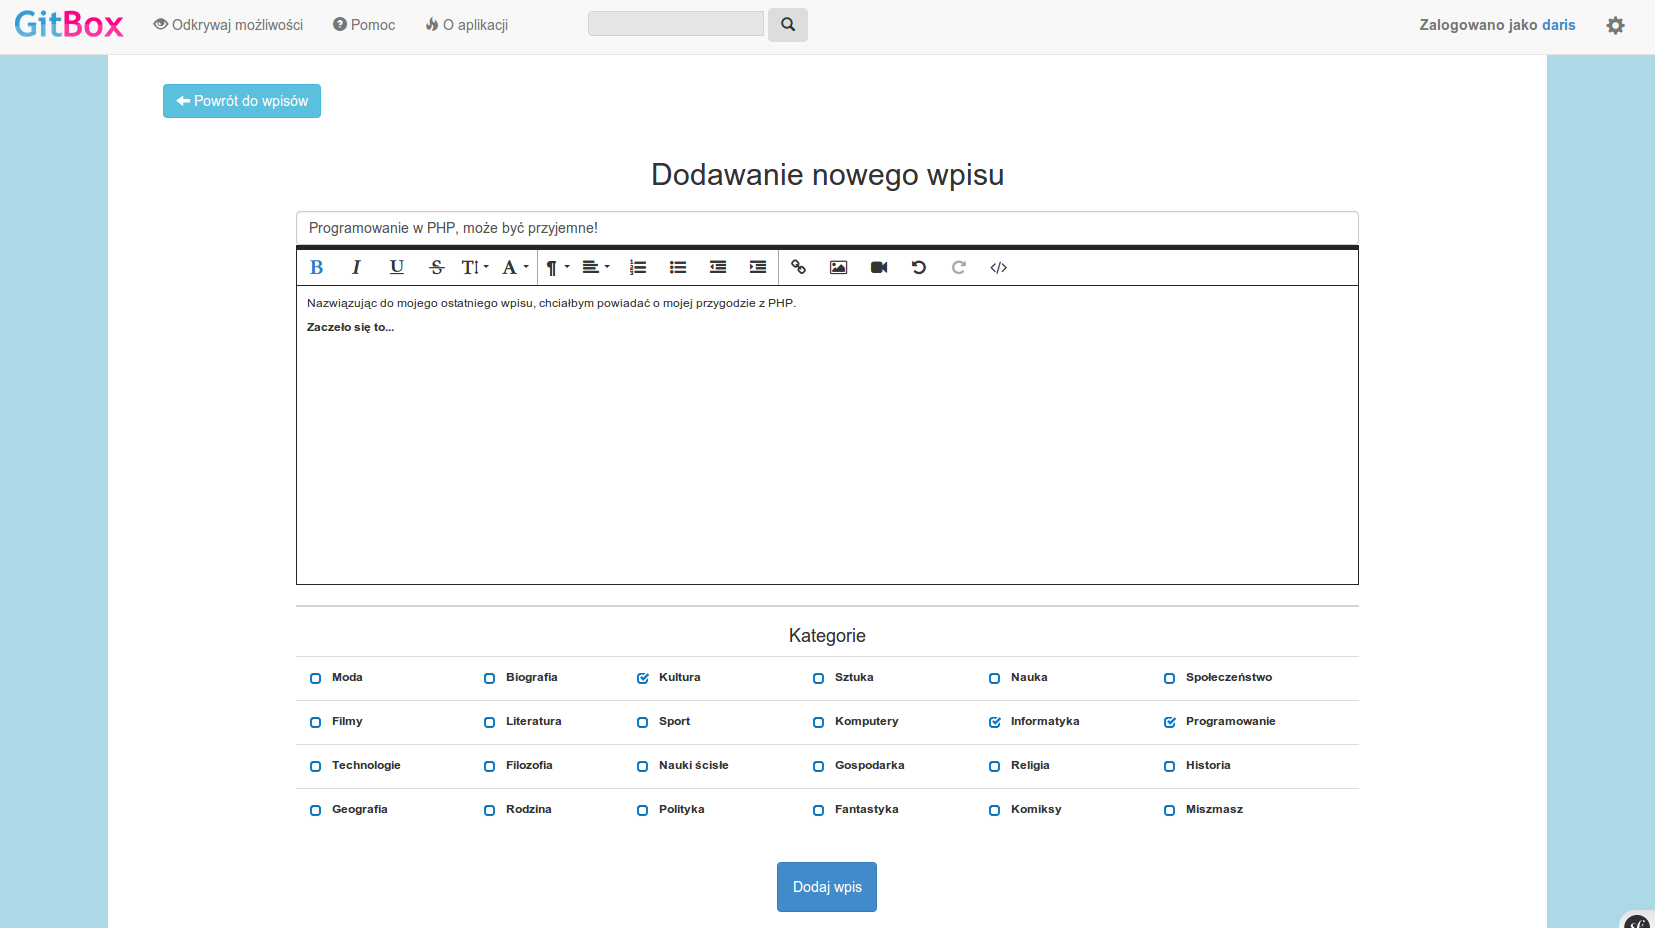 GitBox Odkrywaj możliwości Pomoc O aplikacji Zalogowano jako daris
Powrót do wpisów
Dodawanie nowego wpisu
Programowanie w PHP, może być przyjemne!
Nazwiązując do mojego ostatniego wpisu, chciałbym powiadać o mojej przygodzie z PHP.
Zaczeło się to...
Kategorie
Moda Biografia Kultura Sztuka Nauka Społeczeństwo
Filmy Literatura Sport Komputery Informatyka Programowanie
Technologie Filozofia Nauki ścisłe Gospodarka Religia Historia
Geografia Rodzina Polityka Fantastyka Komiksy Miszmasz
Dodaj wpis